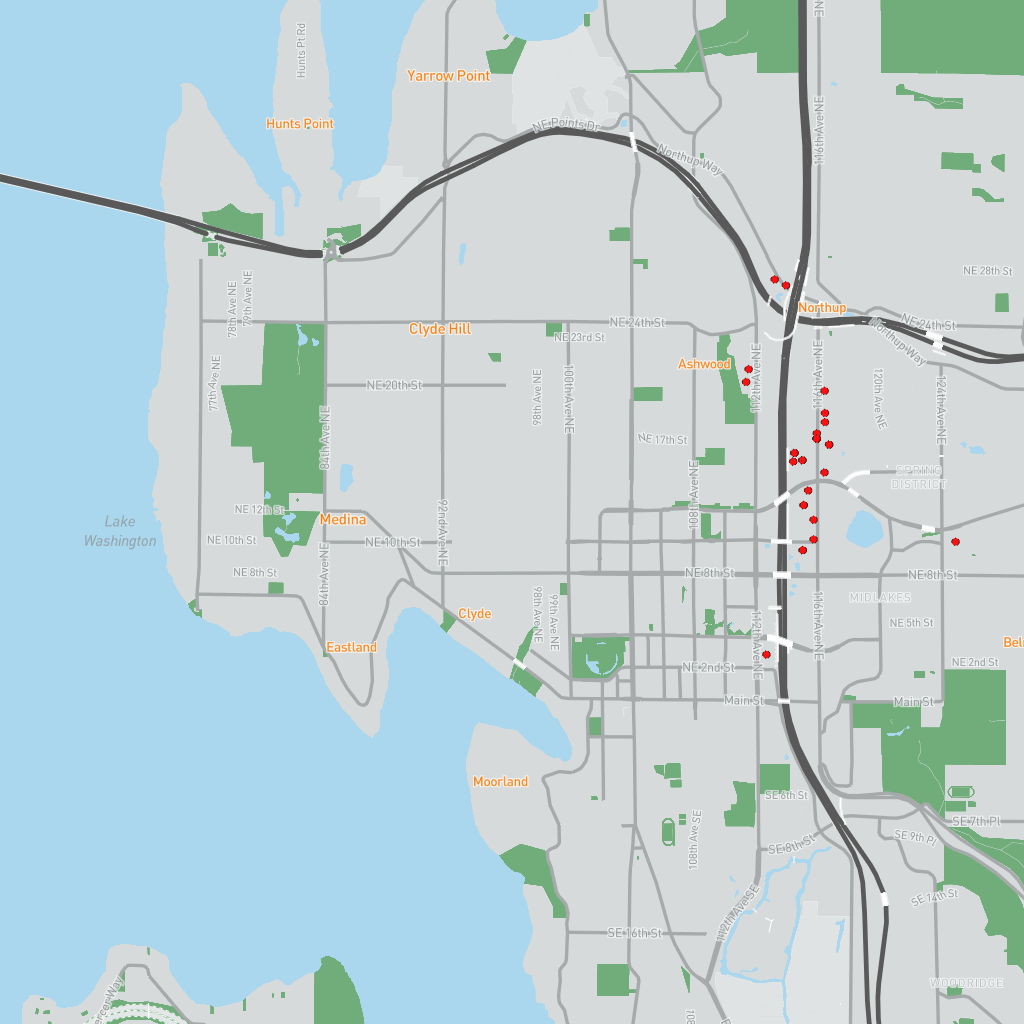 NE
Hunts Pt Rd
Yarrow Point
Hunts Point
NE Points Dr
116th Ave NE
Northup Way
NE 28th St
78th Ave NE
79th Ave NE
Northup
NE 24th St
NE 24th St
Clyde Hill
NE 23rd St
Northup Way
Ashwood
77th Ave NE
NE 20th St
98th Ave NE
100th Ave NE
112th Ave NE
116th Ave NE
120th Ave NE
124th Ave NE
84th Ave NE
NE 17th St
SPRING
DISTRICT
108th Ave NE
NE 12th St
Medina
Lake
Washington
92nd Ave NE
NE 10th St
NE 10th St
NE 8th St
84th Ave NE
NE 8th St
NE 8th St
MIDLAKES
98th Ave NE
99th Ave NE
Clyde
112th Ave NE
116th Ave NE
NE 5th St
Eastland
Bel
NE 2nd St
NE 2nd St
Main St
Main St
Moorland
SE 6th St
108th Ave SE
SE 7th Pl
SE 8th St
SE 9th Pl
SE 14th St
112th Ave SE
SE 16th St
WOODRIDGE
ercer Way
108